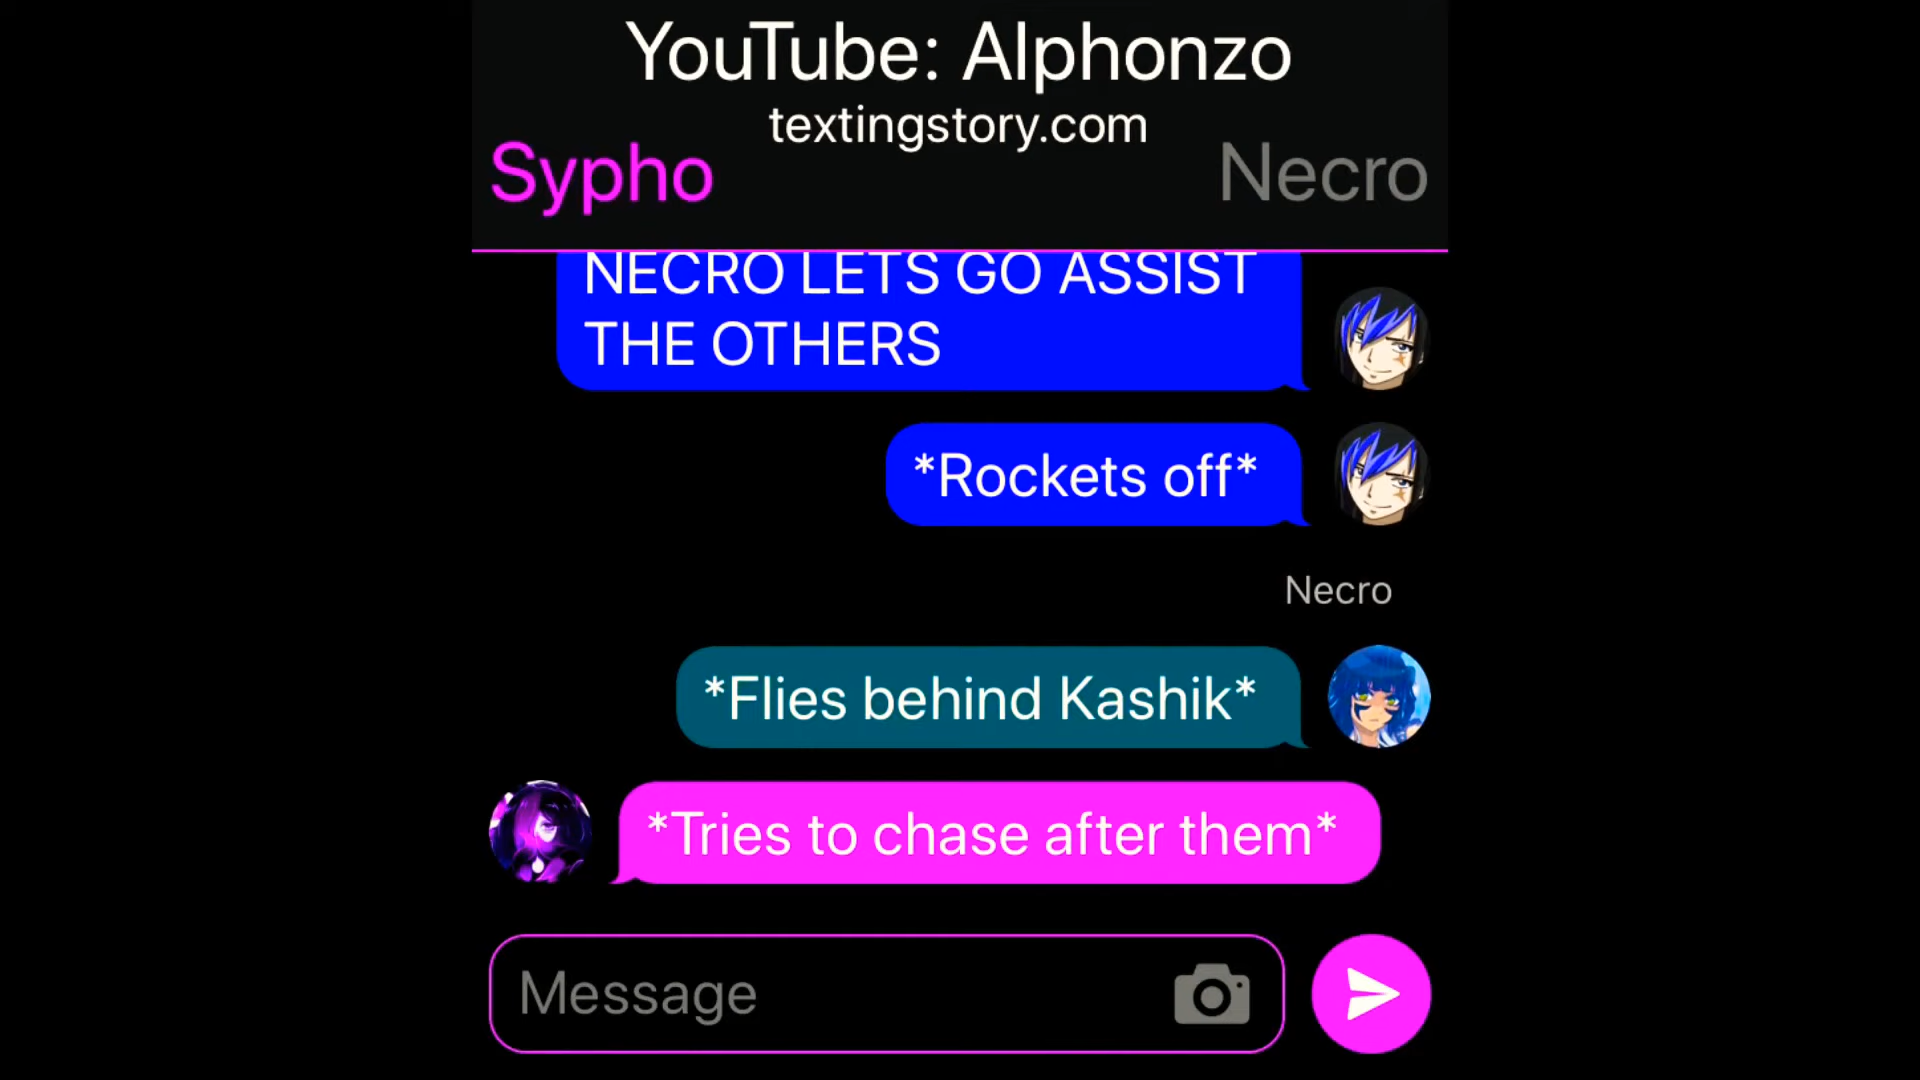 YouTube: Alphonzo
textingstory.com
Sypho
Necro
NECRO LETS GO ASSIST
THE OTHERS
*Rockets off*
Necro
*Flies behind Kashik*
*Tries to chase after them*
Message